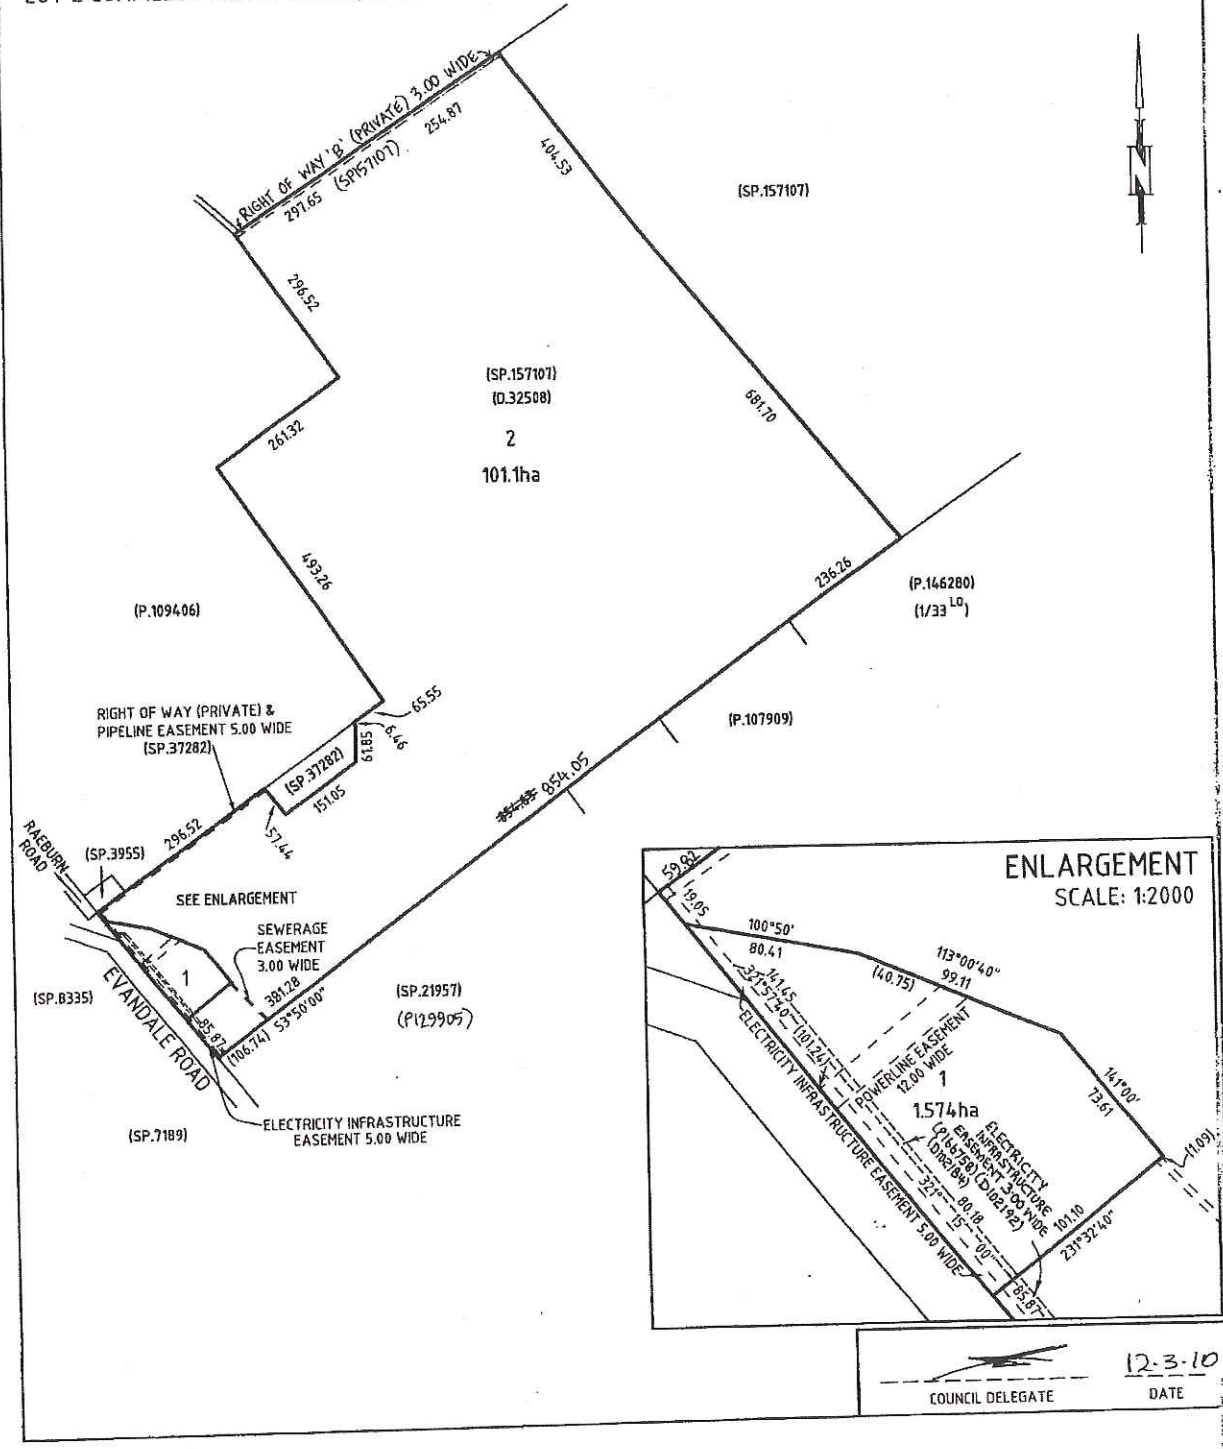 RIGHT OF WAY 'B' (PRIVATE) 3.00 WIDE
297.65
(SP157107)
254.87
404.53
(SP.157107)
N
296.52
(SP.157107)
(D.32508)
2
101.1ha
681.70
261.32
493.26
(P.109406)
236.26
(P.146280)
(1/33 LO)
65.55
6.46
61.85
RIGHT OF WAY (PRIVATE) &
PIPELINE EASEMENT 5.00 WIDE
(SP.37282)
(SP.37282)
(P.107909)
151.05
57.44
854.05
296.52
RAEBURN
ROAD
(SP.3955)
SEE ENLARGEMENT
SEWERAGE
EASEMENT
3.00 WIDE
1
381.28
53°50'00"
(106.74)
85.87
(SP.8335)
EVANDALE ROAD
(SP.21957)
(P129905)
(SP.7189)
ELECTRICITY INFRASTRUCTURE
EASEMENT 5.00 WIDE
ENLARGEMENT
SCALE: 1:2000
59.82
19.05
100°50'
80.41
113°00'40"
99.11
(40.75)
141.45
321°57'40"
(101.24)
POWERLINE EASEMENT
12.00 WIDE
1
1.574ha
141°00'
73.61
(1.09)
ELECTRICITY INFRASTRUCTURE EASEMENT 5.00 WIDE
ELECTRICITY
INFRASTRUCTURE
EASEMENT 3.00 WIDE
(P166758)(D102192)
(D102184)
80.18
321° 15' 00"
101.10
231°32'40"
85.87
COUNCIL DELEGATE
12-3-10
DATE